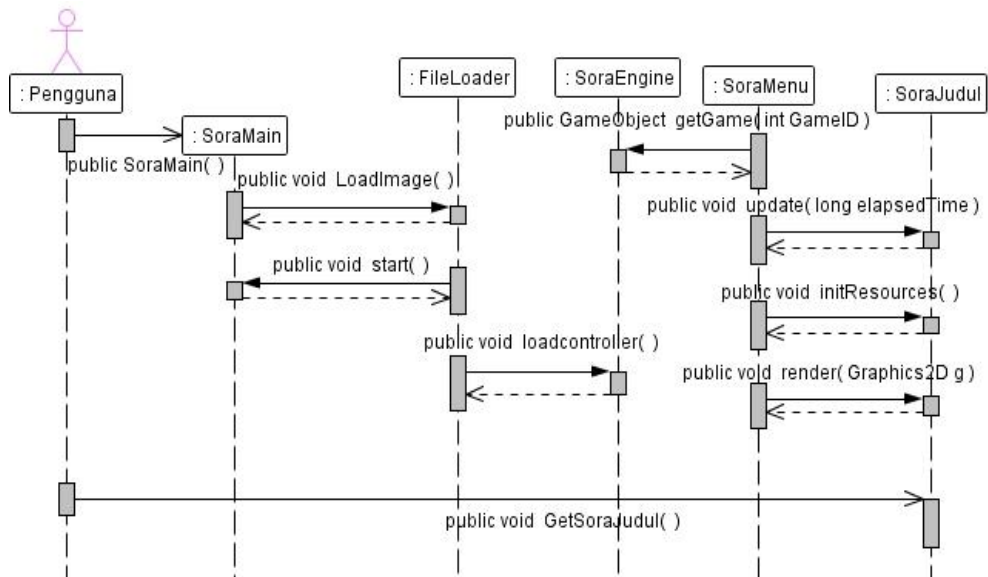 : Pengguna
: SoraMain
: FileLoader
: SoraEngine
: SoraMenu
: SoraJudul
public GameObject getGame( int GameID )
public SoraMain( )
public void LoadImage( )
public void update( long elapsedTime )
public void start( )
public void initResources( )
public void loadcontroller( )
public void render( Graphics2D g )
public void GetSoraJudul( )